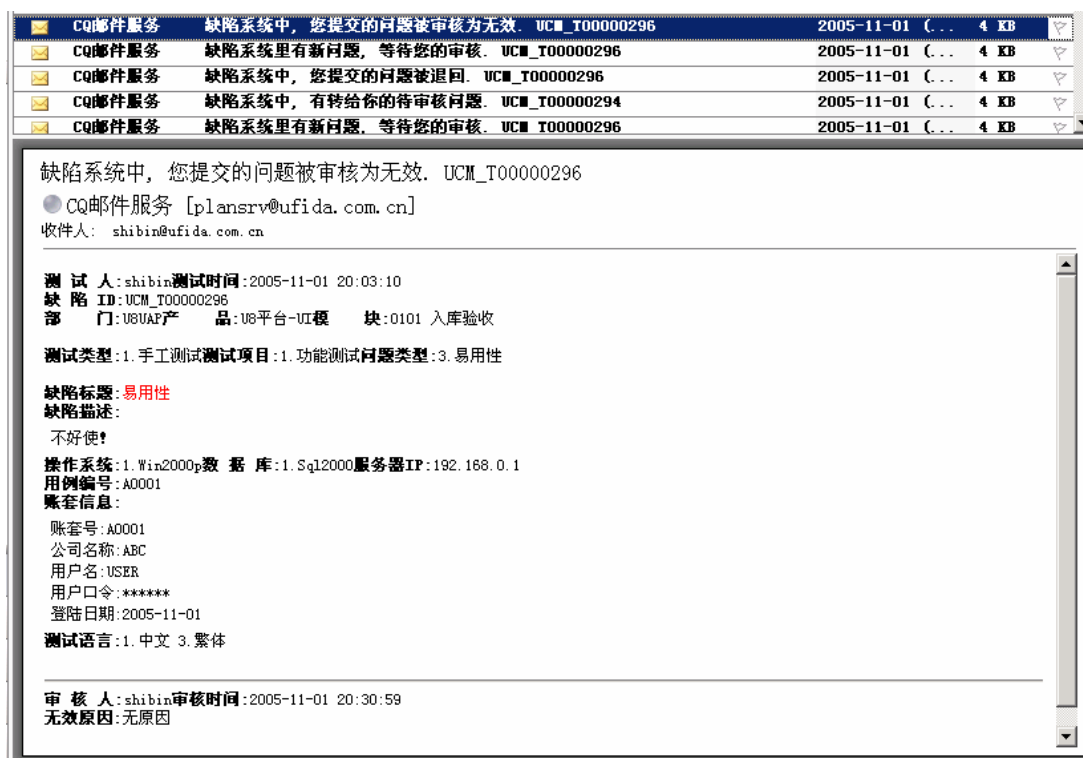 CQ邮件服务 缺陷系统中, 您提交的问题被审核为无效. UCM_T00000296 2005-11-01 (... 4 KB
CQ邮件服务 缺陷系统里有新问题, 等待您的审核. UCM_T00000296 2005-11-01 (... 4 KB
CQ邮件服务 缺陷系统中, 您提交的问题被退回. UCM_T00000296 2005-11-01 (... 4 KB
CQ邮件服务 缺陷系统中, 有转给你的待审核问题. UCM_T00000294 2005-11-01 (... 4 KB
CQ邮件服务 缺陷系统里有新问题, 等待您的审核. UCM_T00000296 2005-11-01 (... 4 KB
缺陷系统中, 您提交的问题被审核为无效. UCM_T00000296
CQ邮件服务 [plansrv@ufida.com.cn]
收件人: shibin@ufida.com.cn
测 试 人:shibin测试时间:2005-11-01 20:03:10
缺 陷 ID:UCM_T00000296
部 门:U8UAP产 品:U8平台-UI模 块:0101 入库验收
测试类型:1.手工测试测试项目:1.功能测试问题类型:3.易用性
缺陷标题:易用性
缺陷描述:
不好使!
操作系统:1.Win2000p数 据 库:1.Sql2000服务器IP:192.168.0.1
用例编号:A0001
账套信息:
账套号:A0001
公司名称:ABC
用户名:USER
用户口令:******
登陆日期:2005-11-01
测试语言:1.中文 3.繁体
审 核 人:shibin审核时间:2005-11-01 20:30:59
无效原因:无原因